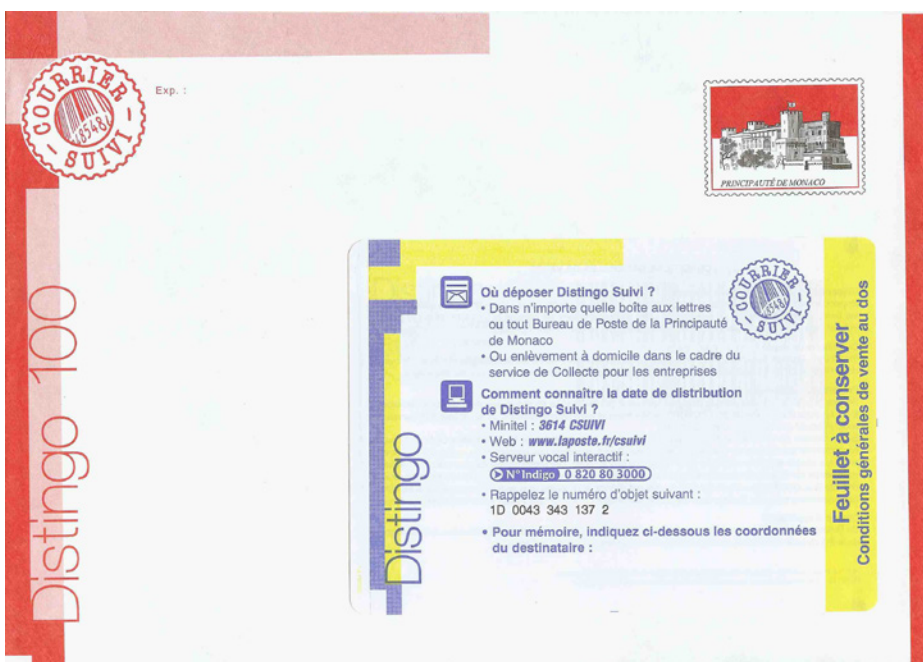 COURRIER
8548
SUIVI
Exp. :
PRINCIPAUTÉ DE MONACO
Distingo 100
COURRIER
8548
SUIVI
Où déposer Distingo Suivi ?
• Dans n'importe quelle boîte aux lettres
ou tout Bureau de Poste de la Principauté
de Monaco
• Ou enlèvement à domicile dans le cadre du
service de Collecte pour les entreprises
Comment connaître la date de distribution
de Distingo Suivi ?
• Minitel : 3614 CSUIVI
• Web : www.laposte.fr/csuivi
• Serveur vocal interactif :
N° Indigo 0 820 80 3000
• Rappelez le numéro d'objet suivant :
1D 0043 343 137 2
• Pour mémoire, indiquez ci-dessous les coordonnées
du destinataire :
Distingo
Feuillet à conserver
Conditions générales de vente au dos